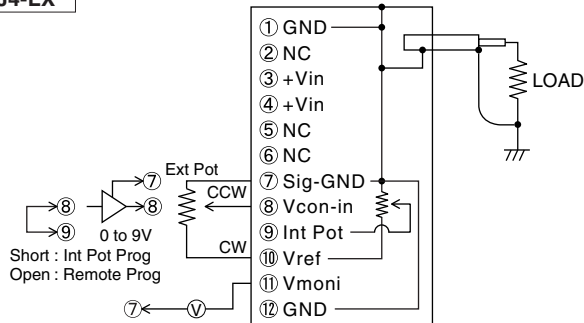 ① GND
② NC
③ +Vin
④ +Vin
⑤ NC
⑥ NC
⑦ Sig-GND
⑧ Vcon-in
⑨ Int Pot
⑩ Vref
⑪ Vmoni
⑫ GND
LOAD
Ext Pot
CCW
CW
⑦
⑧ ⑧
⑨
0 to 9V
Short : Int Pot Prog
Open : Remote Prog
⑦ V